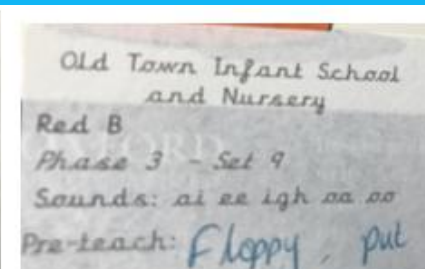 Old Town Infant School
and Nursery
Red B
Phase 3 - Set 9
Sounds: ai ee igh oa oo
Pre-teach: Floppy, put